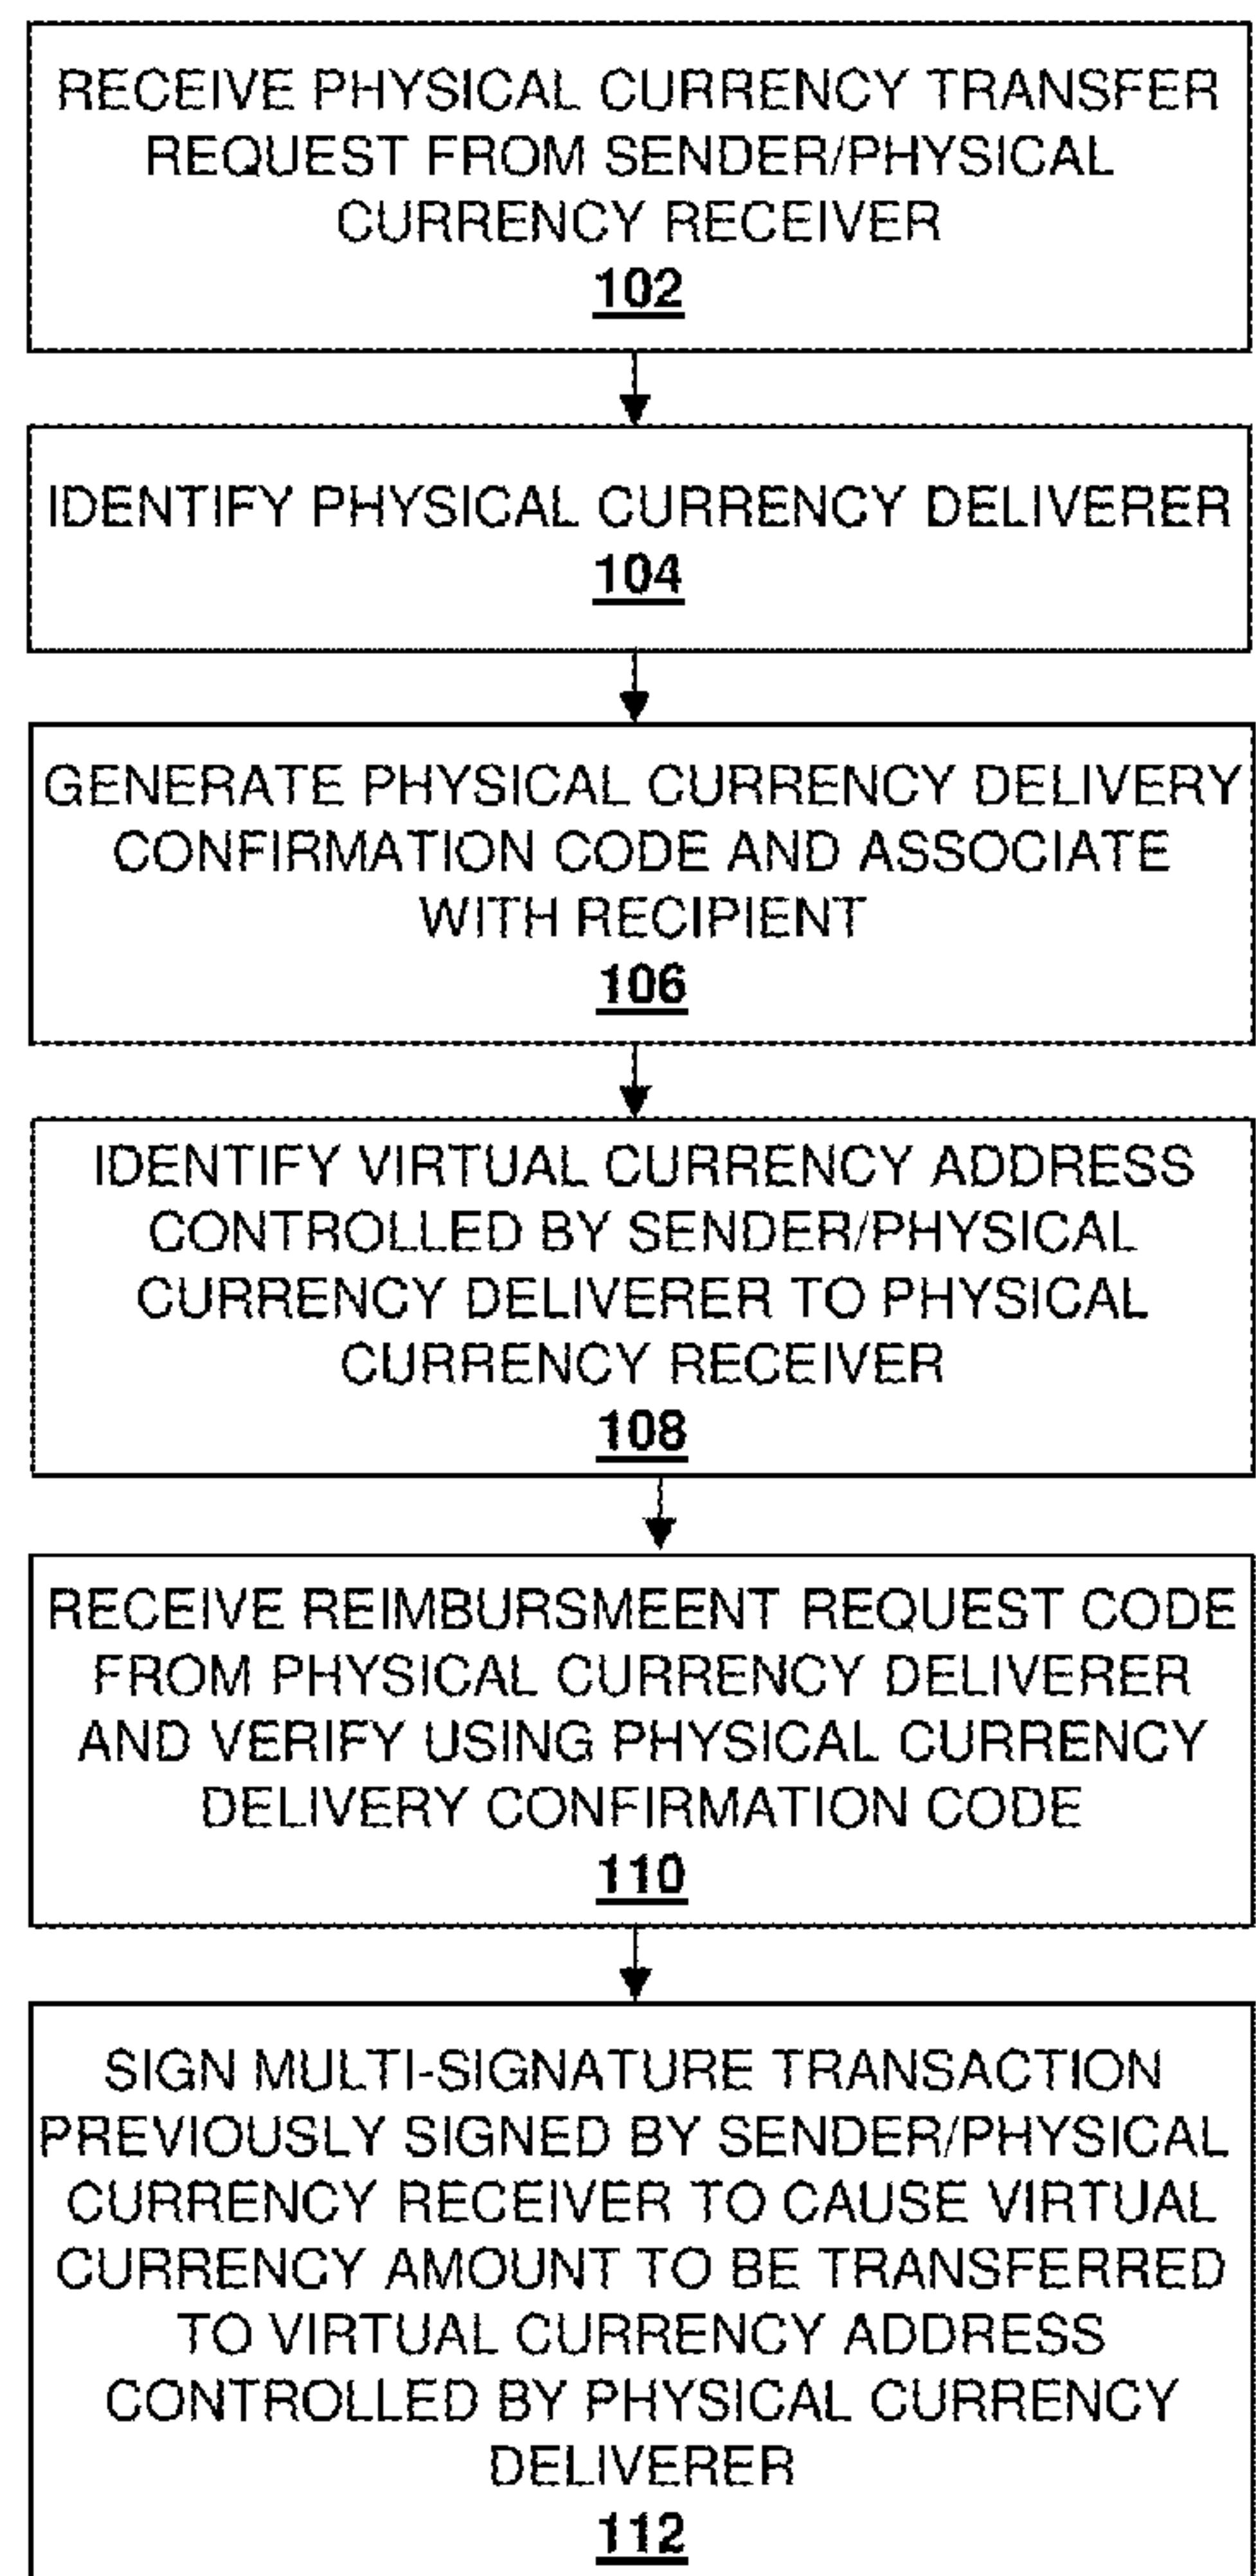 RECEIVE PHYSICAL CURRENCY TRANSFER
REQUEST FROM SENDER/PHYSICAL
CURRENCY RECEIVER
102
IDENTIFY PHYSICAL CURRENCY DELIVERER
104
GENERATE PHYSICAL CURRENCY DELIVERY
CONFIRMATION CODE AND ASSOCIATE
WITH RECIPIENT
106
IDENTIFY VIRTUAL CURRENCY ADDRESS
CONTROLLED BY SENDER/PHYSICAL
CURRENCY DELIVERER TO PHYSICAL
CURRENCY RECEIVER
108
RECEIVE REIMBURSMEENT REQUEST CODE
FROM PHYSICAL CURRENCY DELIVERER
AND VERIFY USING PHYSICAL CURRENCY
DELIVERY CONFIRMATION CODE
110
SIGN MULTI-SIGNATURE TRANSACTION
PREVIOUSLY SIGNED BY SENDER/PHYSICAL
CURRENCY RECEIVER TO CAUSE VIRTUAL
CURRENCY AMOUNT TO BE TRANSFERRED
TO VIRTUAL CURRENCY ADDRESS
CONTROLLED BY PHYSICAL CURRENCY
DELIVERER
112